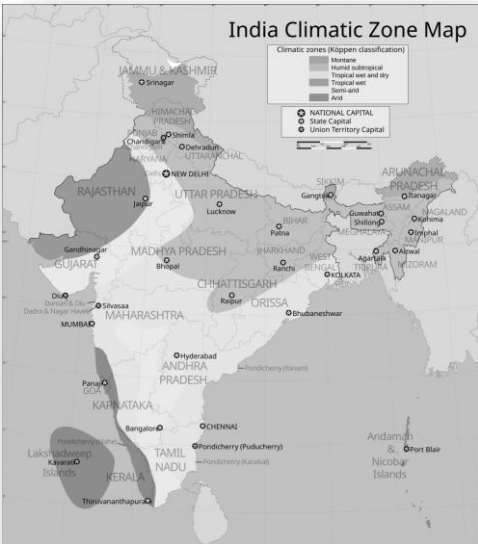 India Climatic Zone Map
Climatic zones (Köppen classification)
Montane
Humid subtropical
Tropical wet and dry
Tropical wet
Semi-arid
Arid
NATIONAL CAPITAL
State Capital
Union Territory Capital
JAMMU & KASHMIR
Srinagar
HIMACHAL
PRADESH
PUNJAB
Shimla
Chandigarh
Dehradun
UTTARANCHAL
HARYANA
NEW DELHI
RAJASTHAN
Jaipur
UTTAR PRADESH
Lucknow
SIKKIM
Gangtok
ARUNACHAL
PRADESH
Itanagar
ASSAM
Guwahati
NAGALAND
Kohima
Shillong
MEGHALAYA
Imphal
MANIPUR
BIHAR
Patna
Gandhinagar
GUJARAT
MADHYA PRADESH
Bhopal
JHARKHAND
Ranchi
WEST
BENGAL
KOLKATA
Agartala
TRIPURA
Aizwal
MIZORAM
CHHATTISGARH
Raipur
ORISSA
Bhubaneshwar
Diu
Daman & Diu
Dadra & Nagar Haveli
Silvasaa
MUMBAI
MAHARASHTRA
Hyderabad
ANDHRA
PRADESH
Pondicherry (Yanam)
Panaji
GOA
KARNATAKA
Bangalore
CHENNAI
Pondicherry (Mahe)
Pondicherry (Puducherry)
Pondicherry (Karaikal)
Lakshadweep
Islands
Kavarati
TAMIL
NADU
KERALA
Thiruvananthapuram
Andaman
&
Nicobar
Islands
Port Blair